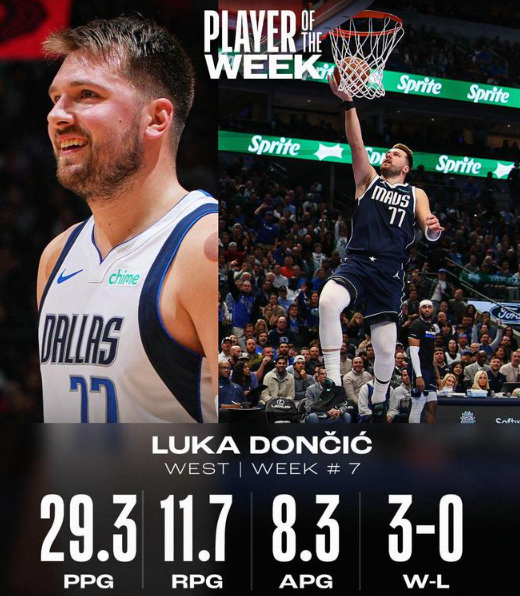 PLAYER OF THE
WEEK
Sprite
Sprite
Sprite
Sprite
MAVS
77
chime
DALLAS
77
LEXUS
LUKA DONČIĆ
WEST | WEEK # 7
29.3 11.7 8.3 3-0
PPG RPG APG W-L